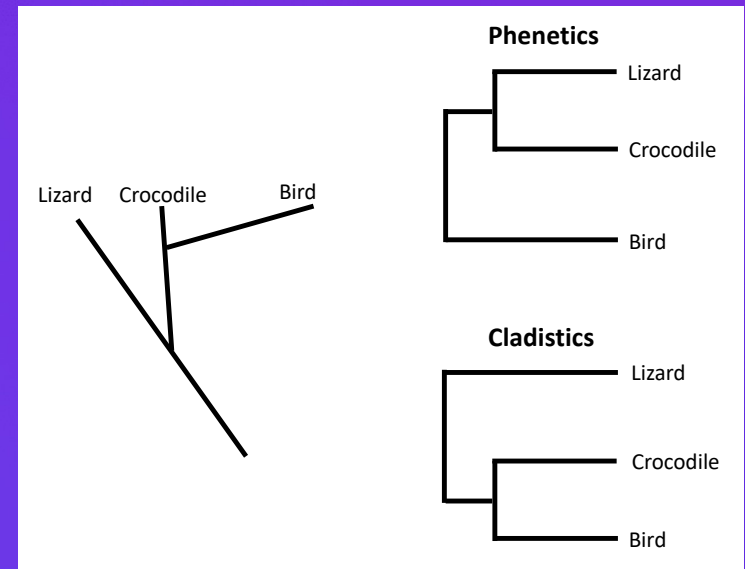 Lizard Crocodile Bird
Phenetics
Lizard
Crocodile
Bird
Cladistics
Lizard
Crocodile
Bird